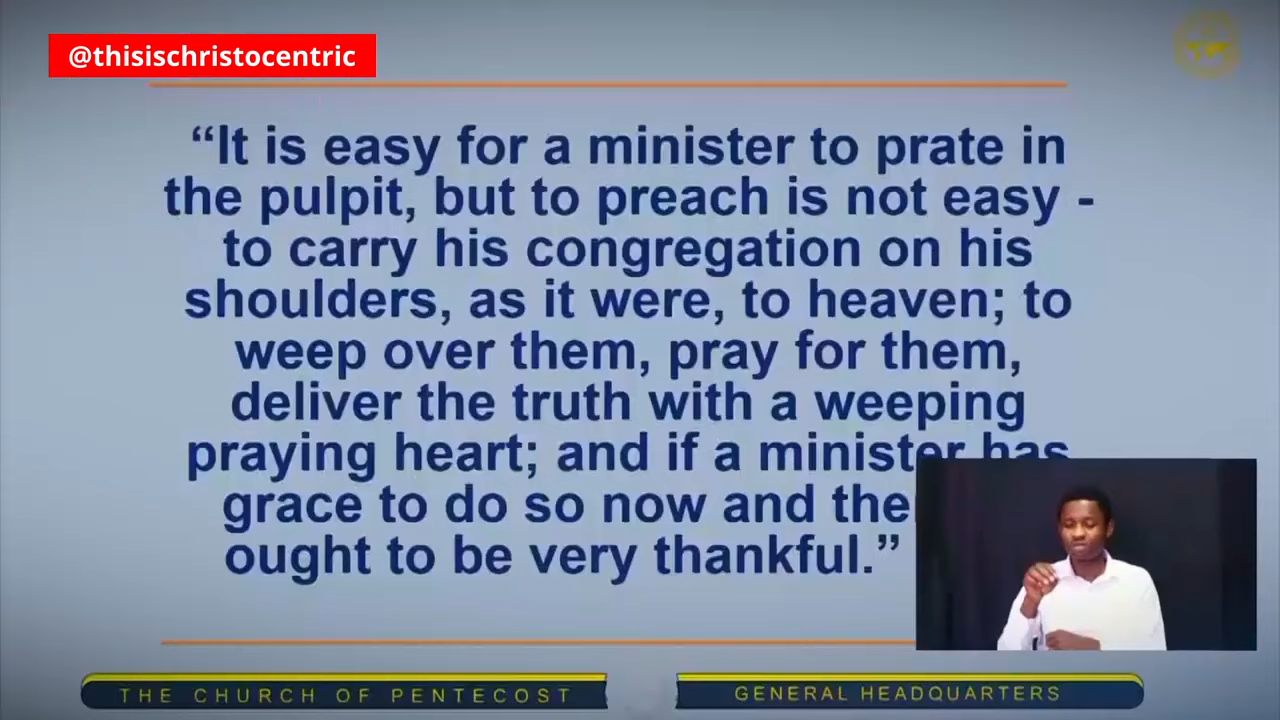 @thisischristocentric
“It is easy for a minister to prate in
the pulpit, but to preach is not easy -
to carry his congregation on his
shoulders, as it were, to heaven; to
weep over them, pray for them,
deliver the truth with a weeping
praying heart; and if a minister has
grace to do so now and
ought to be very thankful.”
THE CHURCH OF PENTECOST
GENERAL HEADQUARTERS